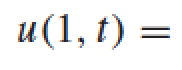 u(1, t) =